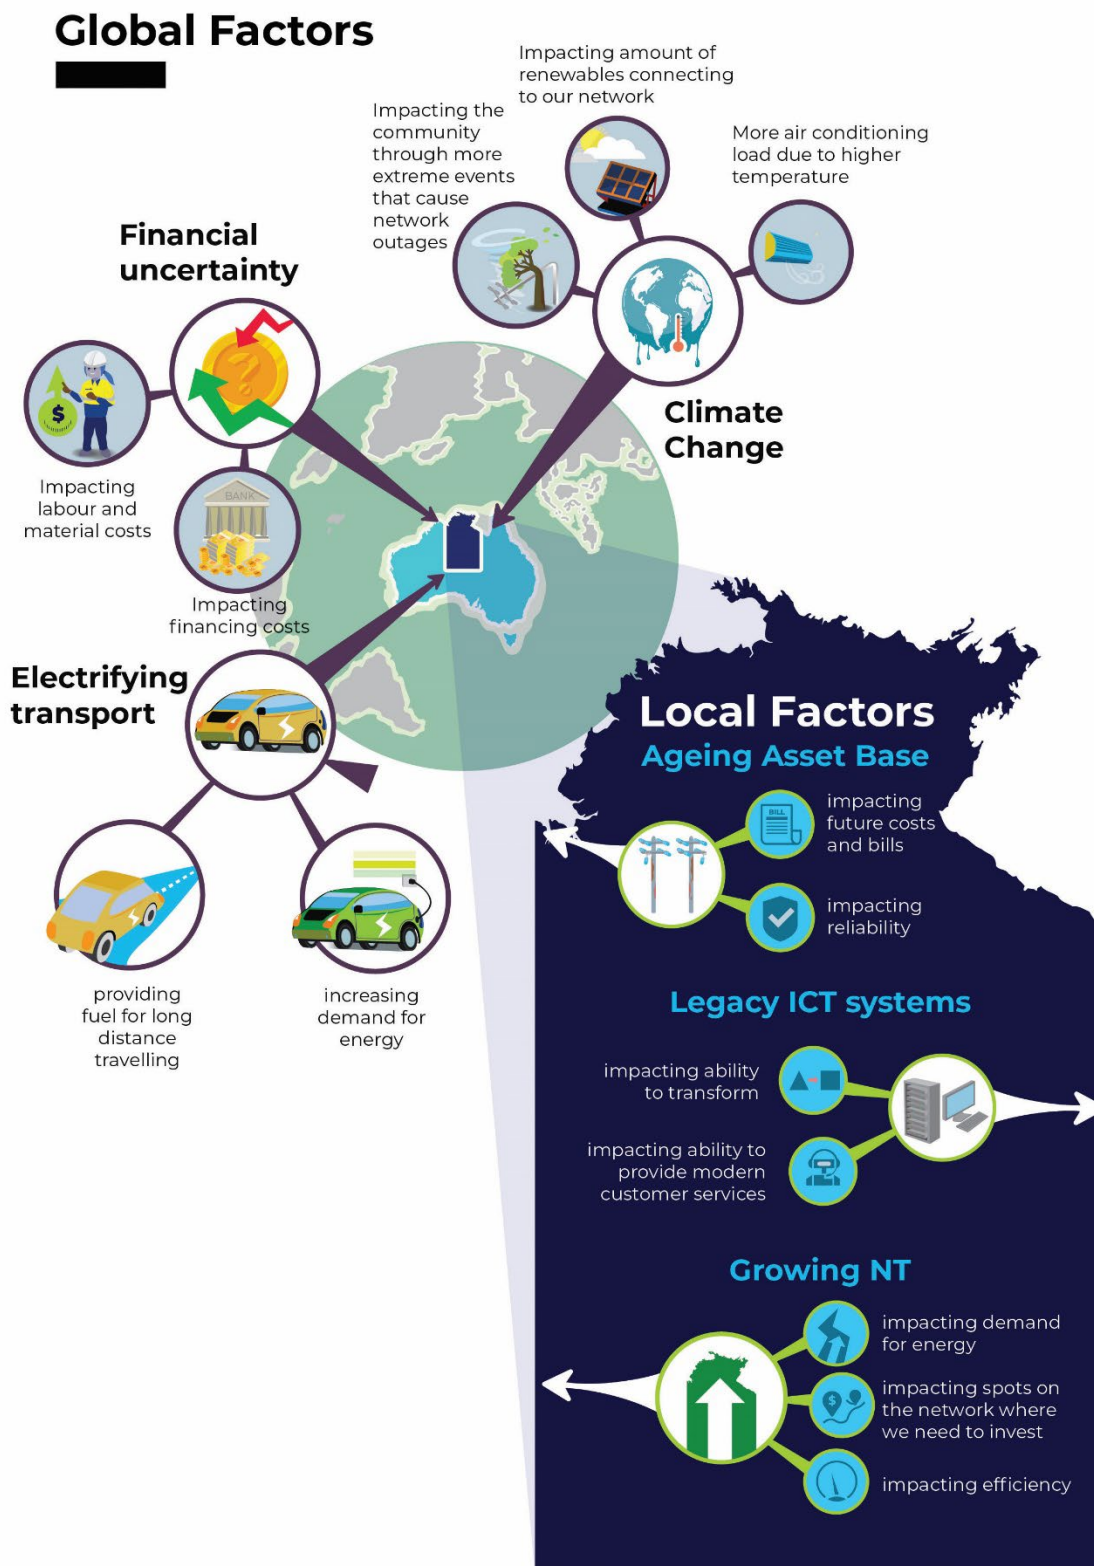 Global Factors
Impacting amount of
renewables connecting
to our network
Impacting the
community
through more
extreme events
that cause
network
outages
More air conditioning
load due to higher
temperature
Financial
uncertainty
$
?
Climate
Change
Impacting
labour and
material costs
BANK
Impacting
financing costs
Electrifying
transport
providing
fuel for long
distance
travelling
increasing
demand for
energy
Local Factors
Ageing Asset Base
BILL
impacting
future costs
and bills
impacting
reliability
Legacy ICT systems
impacting ability
to transform
impacting ability to
provide modern
customer services
Growing NT
impacting demand
for energy
$
impacting spots on
the network where
we need to invest
impacting efficiency